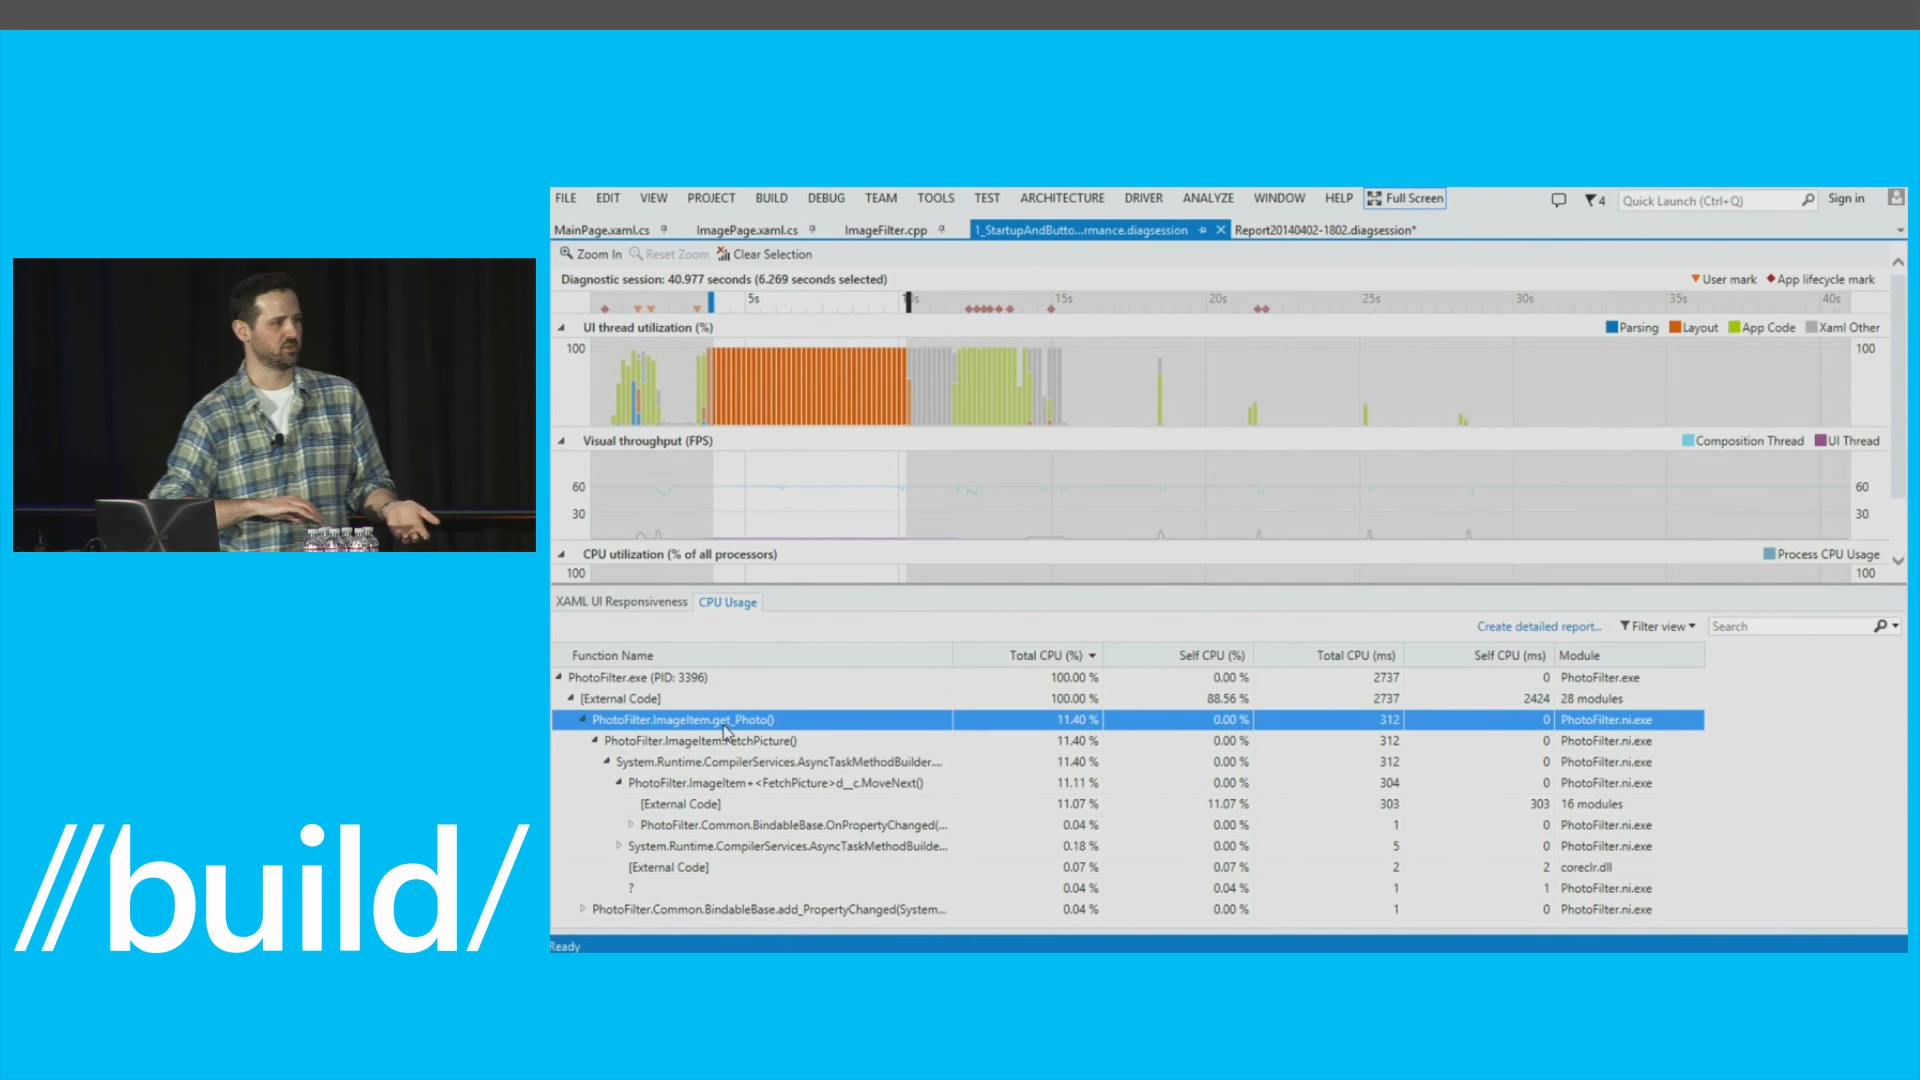 FILE EDIT VIEW PROJECT BUILD DEBUG TEAM TOOLS TEST ARCHITECTURE DRIVER ANALYZE WINDOW HELP Full Screen 4 Quick Launch (Ctrl+Q) Sign in
MainPage.xaml.cs ImagePage.xaml.cs ImageFilter.cpp 1_StartupAndButto...rmance.diagsession Report20140402-1802.diagsession*
Zoom In Reset Zoom Clear Selection
Diagnostic session: 40.977 seconds (6.269 seconds selected) User mark App lifecycle mark
5s 10s 15s 20s 25s 30s 35s 40s
UI thread utilization (%) Parsing Layout App Code Xaml Other
100 100
Visual throughput (FPS) Composition Thread UI Thread
60 60
30 30
CPU utilization (% of all processors) Process CPU Usage
100 100
XAML UI Responsiveness CPU Usage
Create detailed report... Filter view Search
Function Name Total CPU (%) Self CPU (%) Total CPU (ms) Self CPU (ms) Module
PhotoFilter.exe (PID: 3396) 100.00 % 0.00 % 2737 0 PhotoFilter.exe
[External Code] 100.00 % 88.56 % 2737 2424 28 modules
PhotoFilter.ImageItem.get_Photo() 11.40 % 0.00 % 312 0 PhotoFilter.ni.exe
PhotoFilter.ImageItem.FetchPicture() 11.40 % 0.00 % 312 0 PhotoFilter.ni.exe
System.Runtime.CompilerServices.AsyncTaskMethodBuilder.... 11.40 % 0.00 % 312 0 PhotoFilter.ni.exe
PhotoFilter.ImageItem+<FetchPicture>d__c.MoveNext() 11.11 % 0.00 % 304 0 PhotoFilter.ni.exe
[External Code] 11.07 % 11.07 % 303 303 16 modules
PhotoFilter.Common.BindableBase.OnPropertyChanged(... 0.04 % 0.00 % 1 0 PhotoFilter.ni.exe
System.Runtime.CompilerServices.AsyncTaskMethodBuilde... 0.18 % 0.00 % 5 0 PhotoFilter.ni.exe
[External Code] 0.07 % 0.07 % 2 2 coreclr.dll
? 0.04 % 0.04 % 1 1 PhotoFilter.ni.exe
PhotoFilter.Common.BindableBase.add_PropertyChanged(System... 0.04 % 0.00 % 1 0 PhotoFilter.ni.exe
Ready
//build/